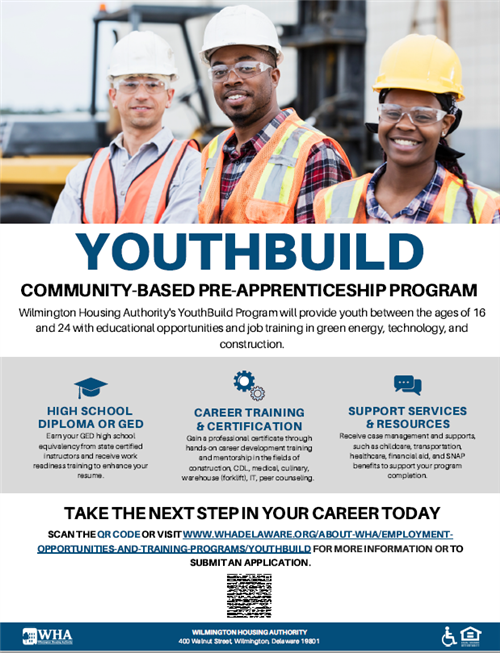 YOUTHBUILD
COMMUNITY-BASED PRE-APPRENTICESHIP PROGRAM
Wilmington Housing Authority's YouthBuild Program will provide youth between the ages of 16
and 24 with educational opportunities and job training in green energy, technology, and
construction.
HIGH SCHOOL
DIPLOMA OR GED
Earn your GED high school
equivalency from state certified
instructors and receive work
readiness training to enhance your
resume.
CAREER TRAINING
& CERTIFICATION
Gain a professional certificate through
hands-on career development training
and mentorship in the fields of
construction, CDL, medical, culinary,
warehouse (forklift), IT, peer counseling.
SUPPORT SERVICES
& RESOURCES
Receive case management and supports,
such as childcare, transportation,
healthcare, financial aid, and SNAP
benefits to support your program
completion.
TAKE THE NEXT STEP IN YOUR CAREER TODAY
SCAN THE QR CODE OR VISIT WWW.WHADELAWARE.ORG/ABOUT-WHA/EMPLOYMENT-
OPPORTUNITIES-AND-TRAINING-PROGRAMS/YOUTHBUILD FOR MORE INFORMATION OR TO
SUBMIT AN APPLICATION.
WHA
Wilmington Housing Authority
WILMINGTON HOUSING AUTHORITY
400 Walnut Street, Wilmington, Delaware 19801